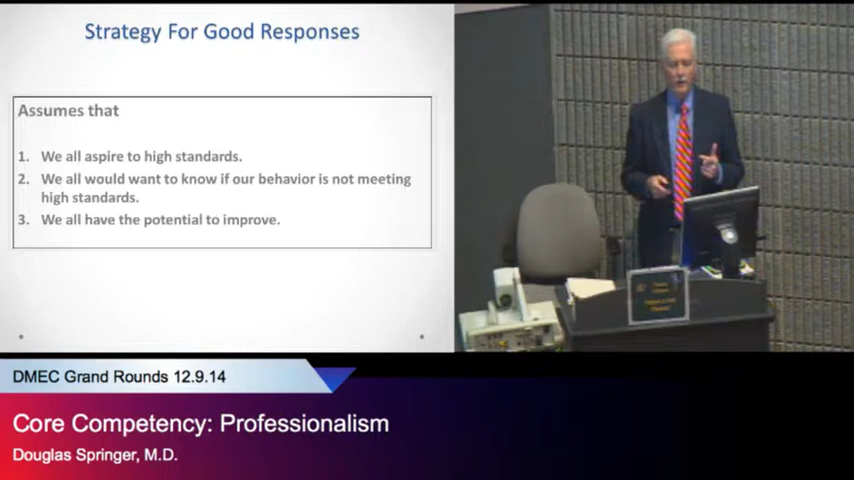 Strategy For Good Responses
Assumes that
1. We all aspire to high standards.
2. We all would want to know if our behavior is not meeting
high standards.
3. We all have the potential to improve.
DMEC Grand Rounds 12.9.14
Core Competency: Professionalism
Douglas Springer, M.D.